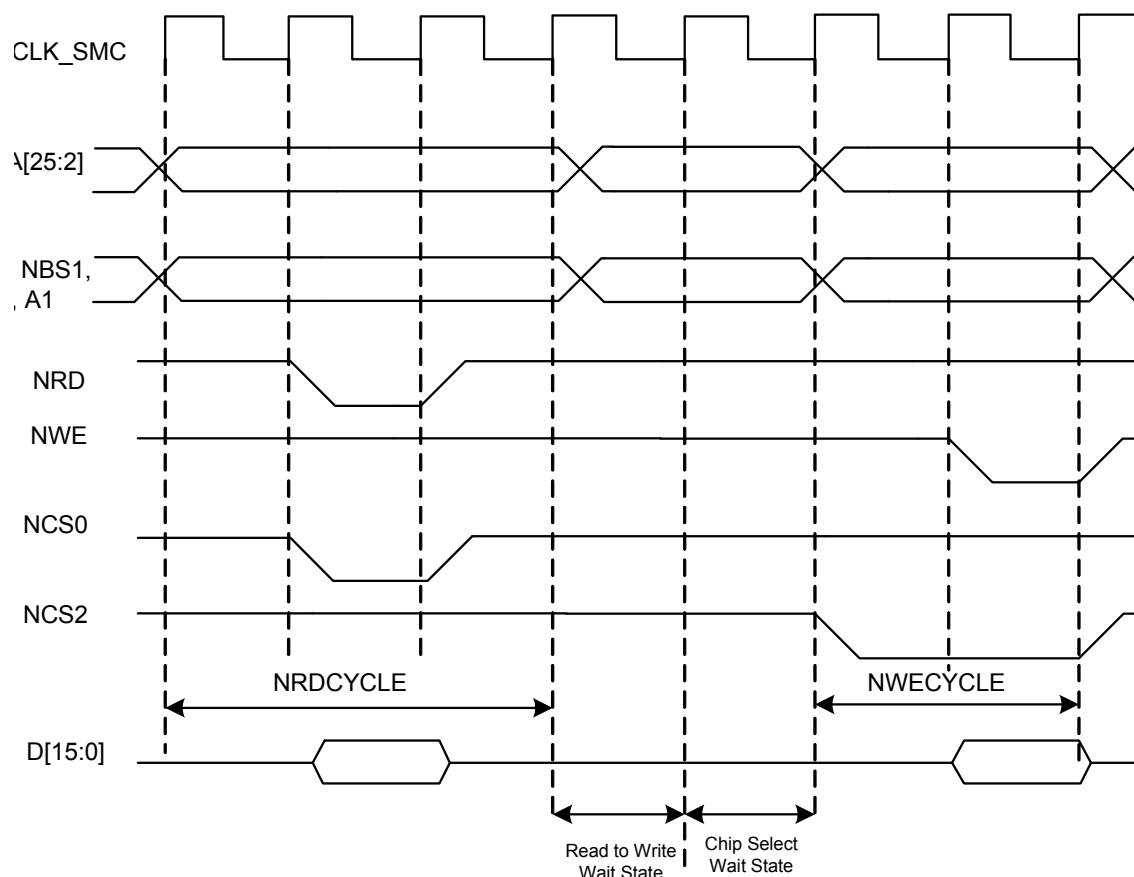 CLK_SMC
A[25:2]
NBS1,
, A1
NRD
NWE
NCS0
NCS2
NRDCYCLE
NWECYCLE
D[15:0]
Read to Write
Wait State
Chip Select
Wait State